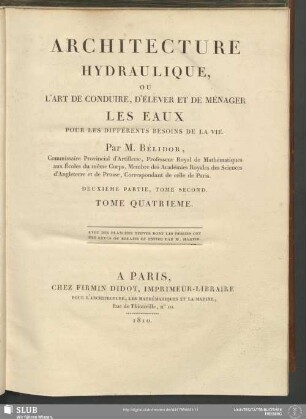 ARCHITECTURE
HYDRAULIQUE,
OU
L'ART DE CONDUIRE, D'ÉLEVER ET DE MÉNAGER
LES EAUX
POUR LES DIFFÉRENTS BESOINS DE LA VIE.
Par M. BÉLIDOR,
Commissaire Provincial d'Artillerie, Professeur Royal de Mathématiques
aux Écoles du même Corps, Membre des Académies Royales des Sciences
d'Angleterre et de Prusse, Correspondant de celle de Paris.
DEUXIEME PARTIE, TOME SECOND.
TOME QUATRIEME.
A PARIS,
CHEZ FIRMIN DIDOT, IMPRIMEUR-LIBRAIRE
POUR L'ARCHITECTURE, LES MATHÉMATIQUES ET LA MARINE,
Rue de Thionville, n° 10.
1810.
SLUB
Wir führen Wissen.